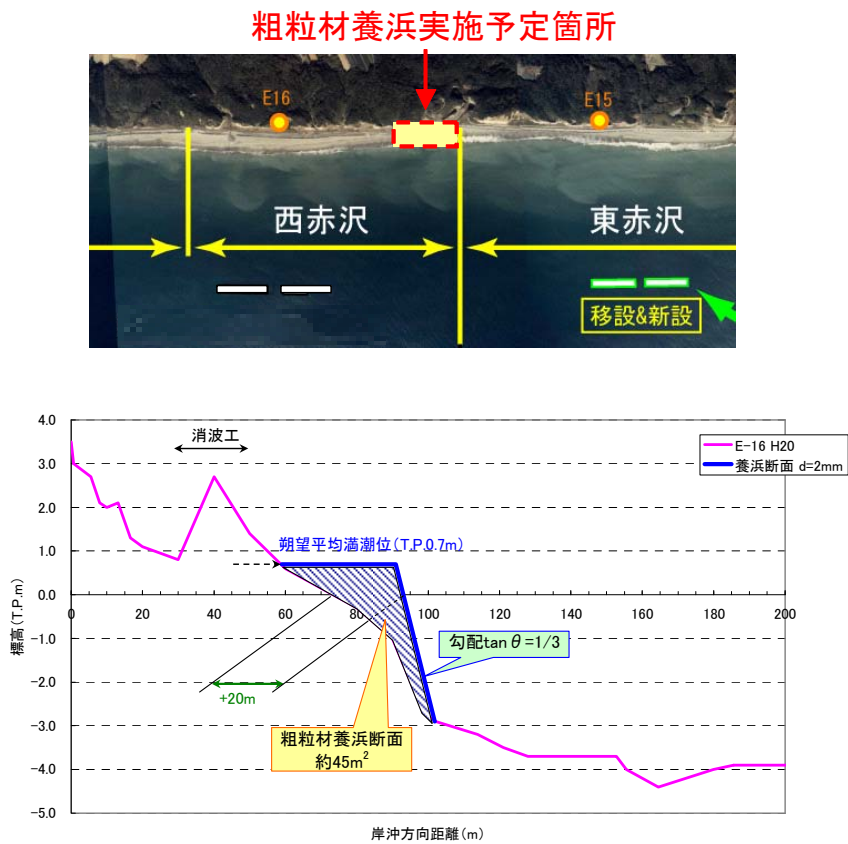 粗粒材養浜実施予定箇所
E16
E15
西赤沢
東赤沢
移設&新設
4.0
3.0
2.0
1.0
0.0
-1.0
-2.0
-3.0
-4.0
-5.0
0
20
40
60
80
100
120
140
160
180
200
標高(T.P.m)
岸沖方向距離(m)
消波工
E-16 H20
養浜断面 d=2mm
朔望平均満潮位(T.P.0.7m)
勾配tanθ=1/3
+20m
粗粒材養浜断面
約45m²